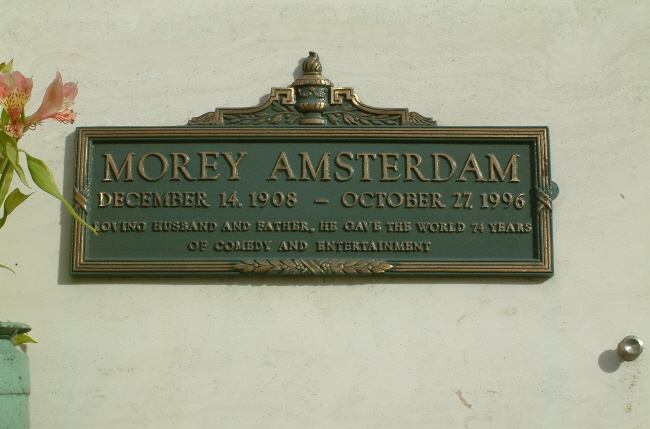 MOREY AMSTERDAM
DECEMBER 14, 1908 – OCTOBER 27, 1996
LOVING HUSBAND AND FATHER, HE GAVE THE WORLD 74 YEARS
OF COMEDY AND ENTERTAINMENT